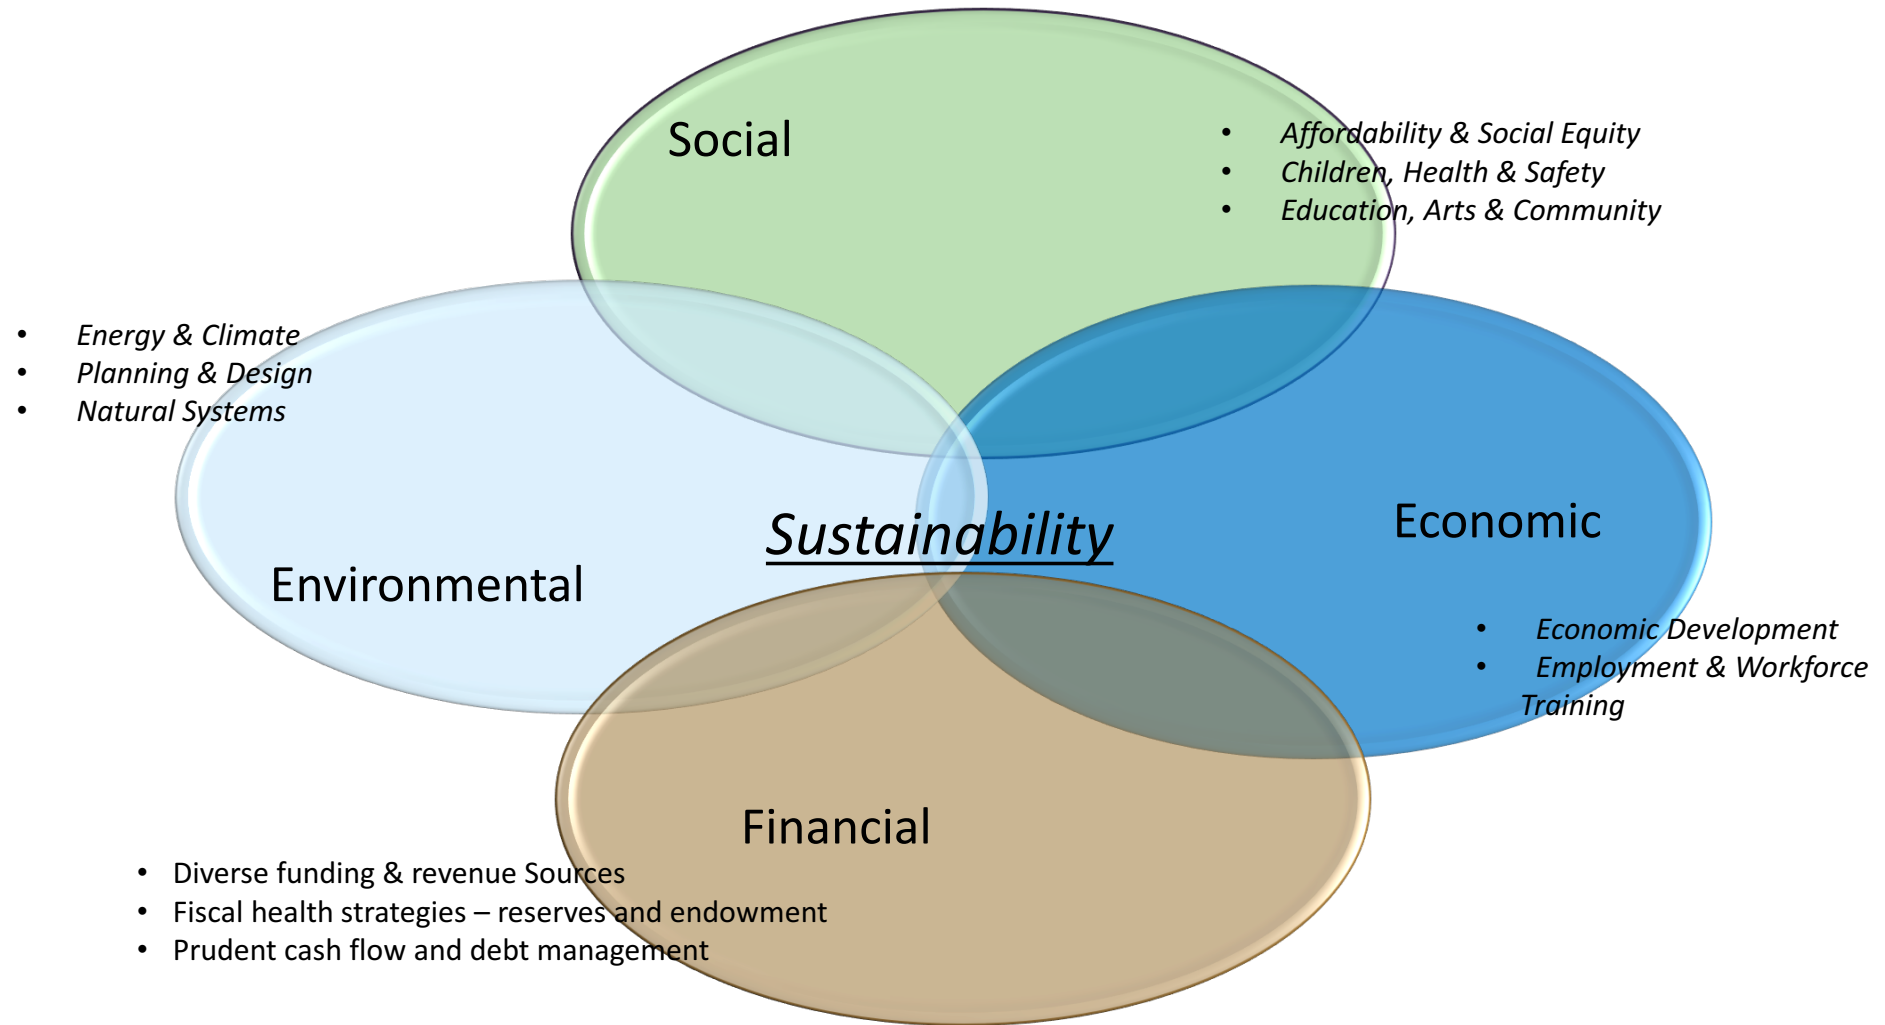 Social
• Affordability & Social Equity
• Children, Health & Safety
• Education, Arts & Community
• Energy & Climate
• Planning & Design
• Natural Systems
Environmental
Sustainability
Economic
• Economic Development
• Employment & Workforce
Training
Financial
• Diverse funding & revenue Sources
• Fiscal health strategies – reserves and endowment
• Prudent cash flow and debt management